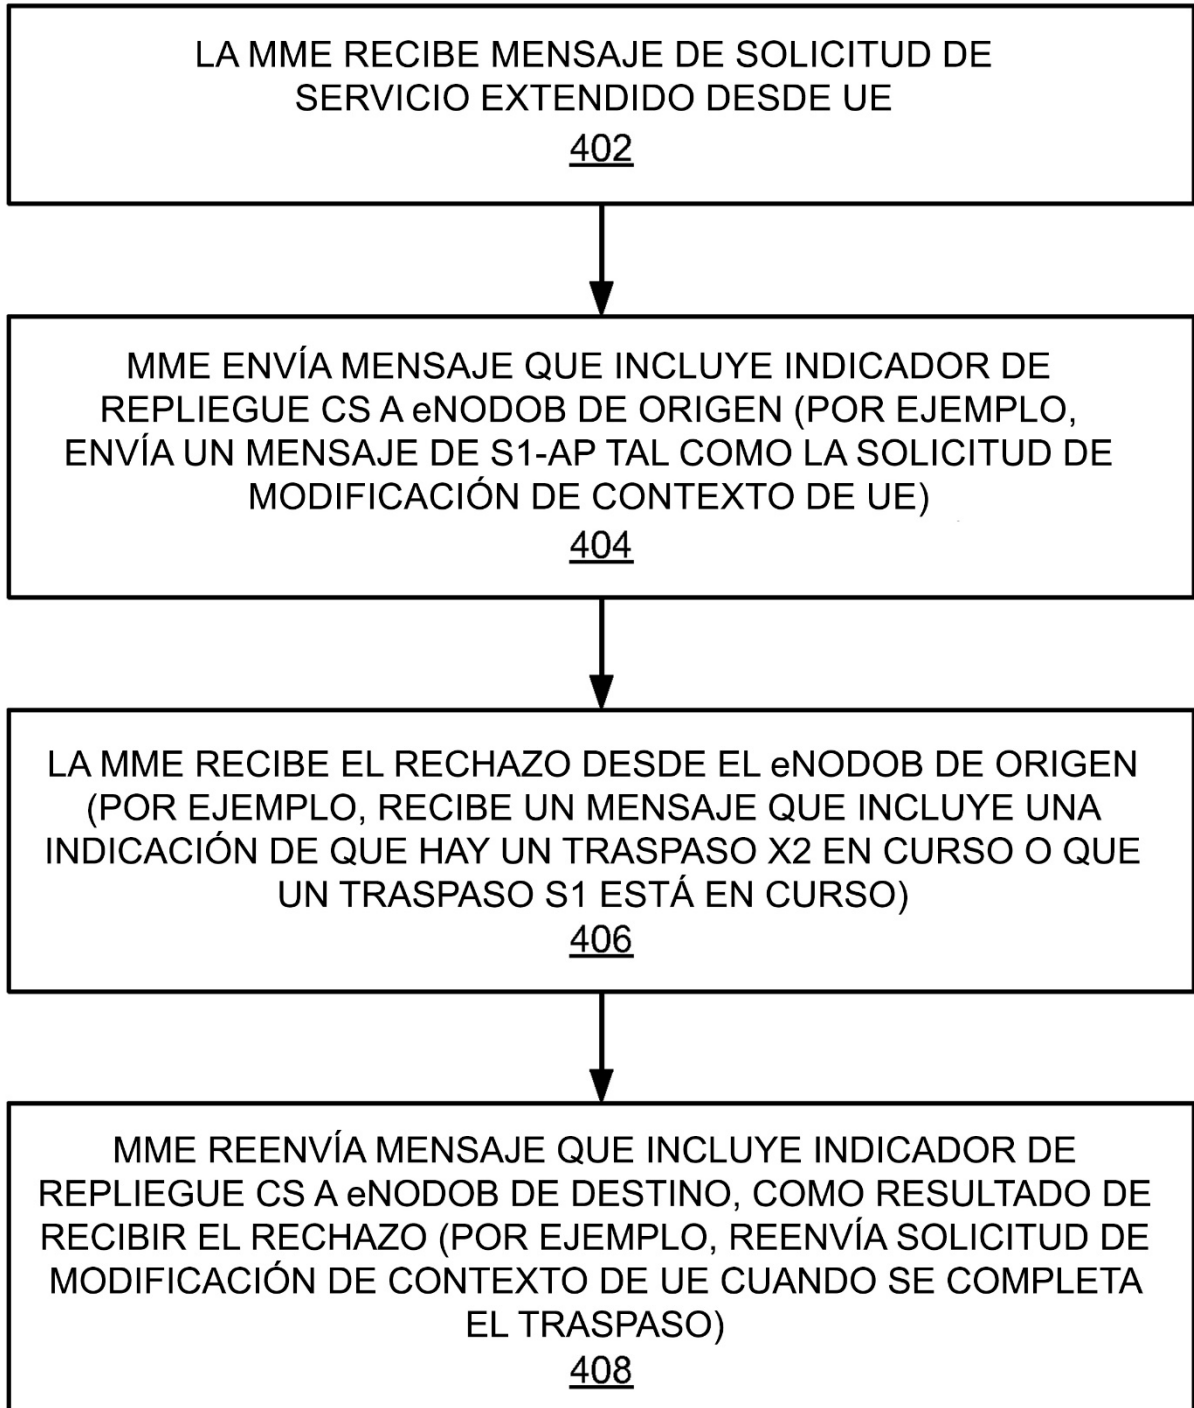 LA MME RECIBE MENSAJE DE SOLICITUD DE
SERVICIO EXTENDIDO DESDE UE
402
MME ENVÍA MENSAJE QUE INCLUYE INDICADOR DE
REPLIEGUE CS A eNODOB DE ORIGEN (POR EJEMPLO,
ENVÍA UN MENSAJE DE S1-AP TAL COMO LA SOLICITUD DE
MODIFICACIÓN DE CONTEXTO DE UE)
404
LA MME RECIBE EL RECHAZO DESDE EL eNODOB DE ORIGEN
(POR EJEMPLO, RECIBE UN MENSAJE QUE INCLUYE UNA
INDICACIÓN DE QUE HAY UN TRASPASO X2 EN CURSO O QUE
UN TRASPASO S1 ESTÁ EN CURSO)
406
MME REENVÍA MENSAJE QUE INCLUYE INDICADOR DE
REPLIEGUE CS A eNODOB DE DESTINO, COMO RESULTADO DE
RECIBIR EL RECHAZO (POR EJEMPLO, REENVÍA SOLICITUD DE
MODIFICACIÓN DE CONTEXTO DE UE CUANDO SE COMPLETA
EL TRASPASO)
408